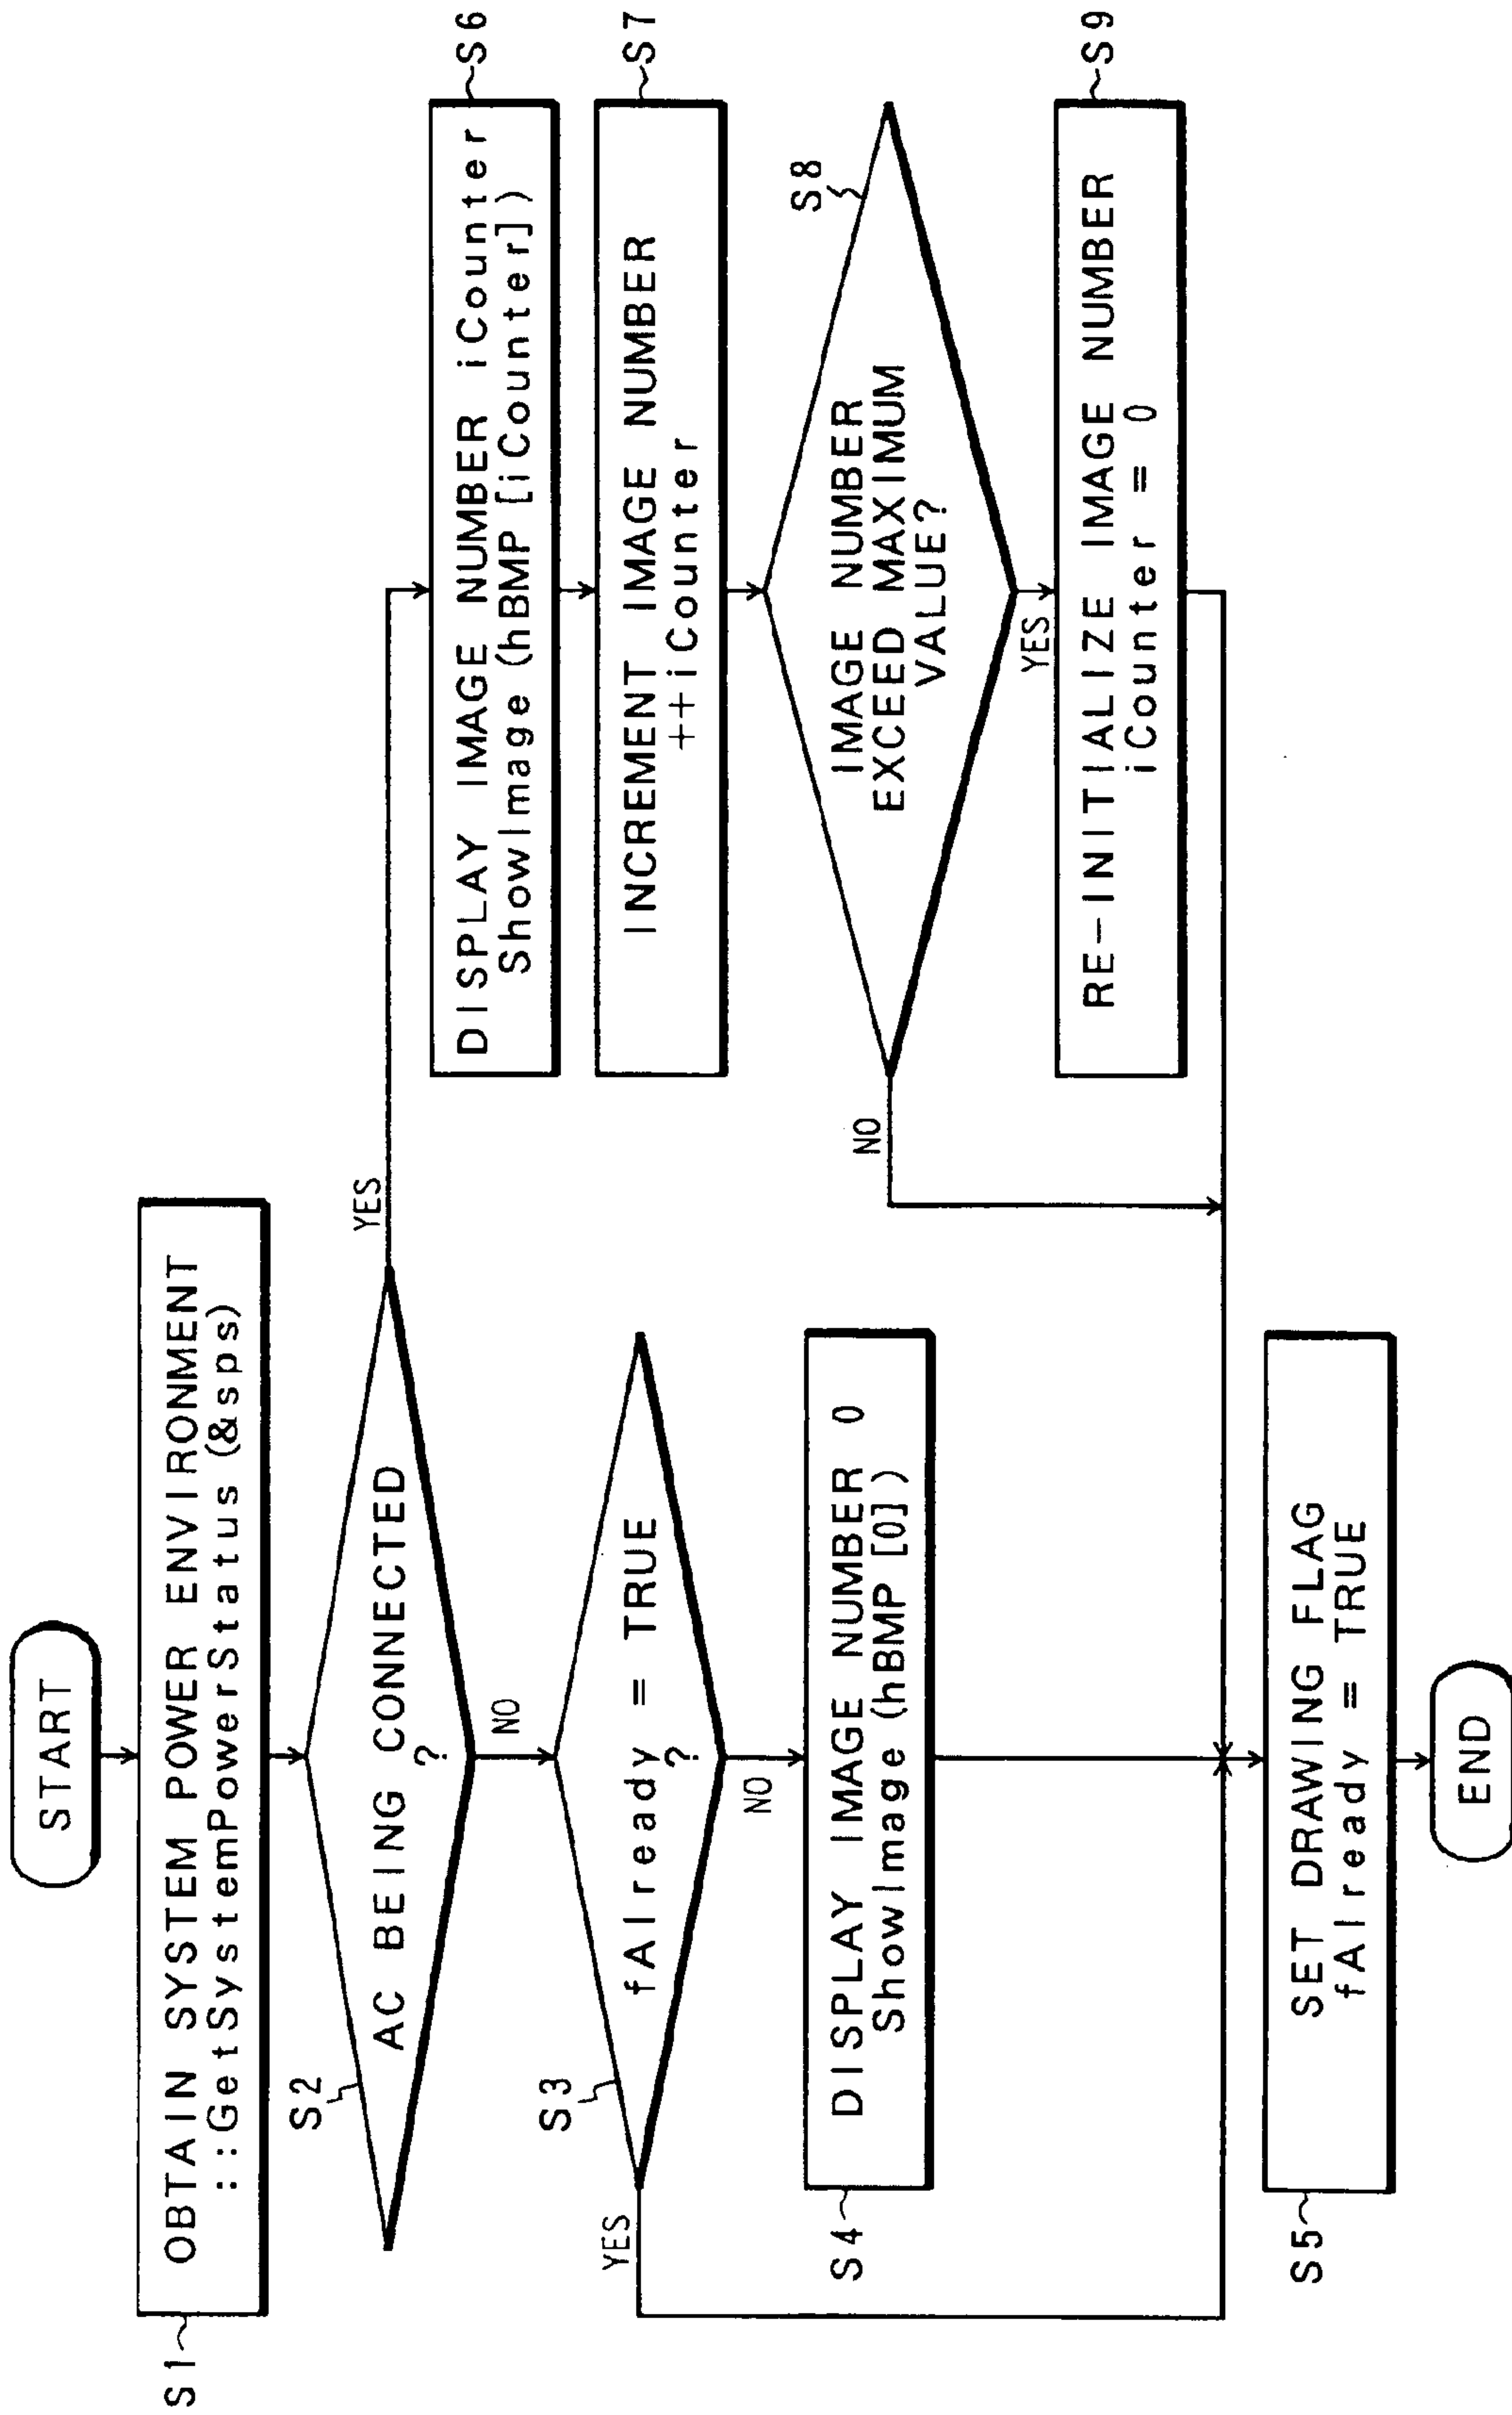 START
OBTAIN SYSTEM POWER ENVIRONMENT
::GetSystemPowerStatus(&sps)
S1
S2
AC BEING CONNECTED
?
YES
NO
S3
fAlready = TRUE
?
YES
NO
DISPLAY IMAGE NUMBER 0
ShowImage(hBMP[0])
S4
SET DRAWING FLAG
fAlready = TRUE
S5
END
DISPLAY IMAGE NUMBER iCounter
ShowImage(hBMP[iCounter])
S6
INCREMENT IMAGE NUMBER
++iCounter
S7
S8
IMAGE NUMBER
EXCEED MAXIMUM
VALUE?
NO
YES
RE-INITIALIZE IMAGE NUMBER
iCounter = 0
S9